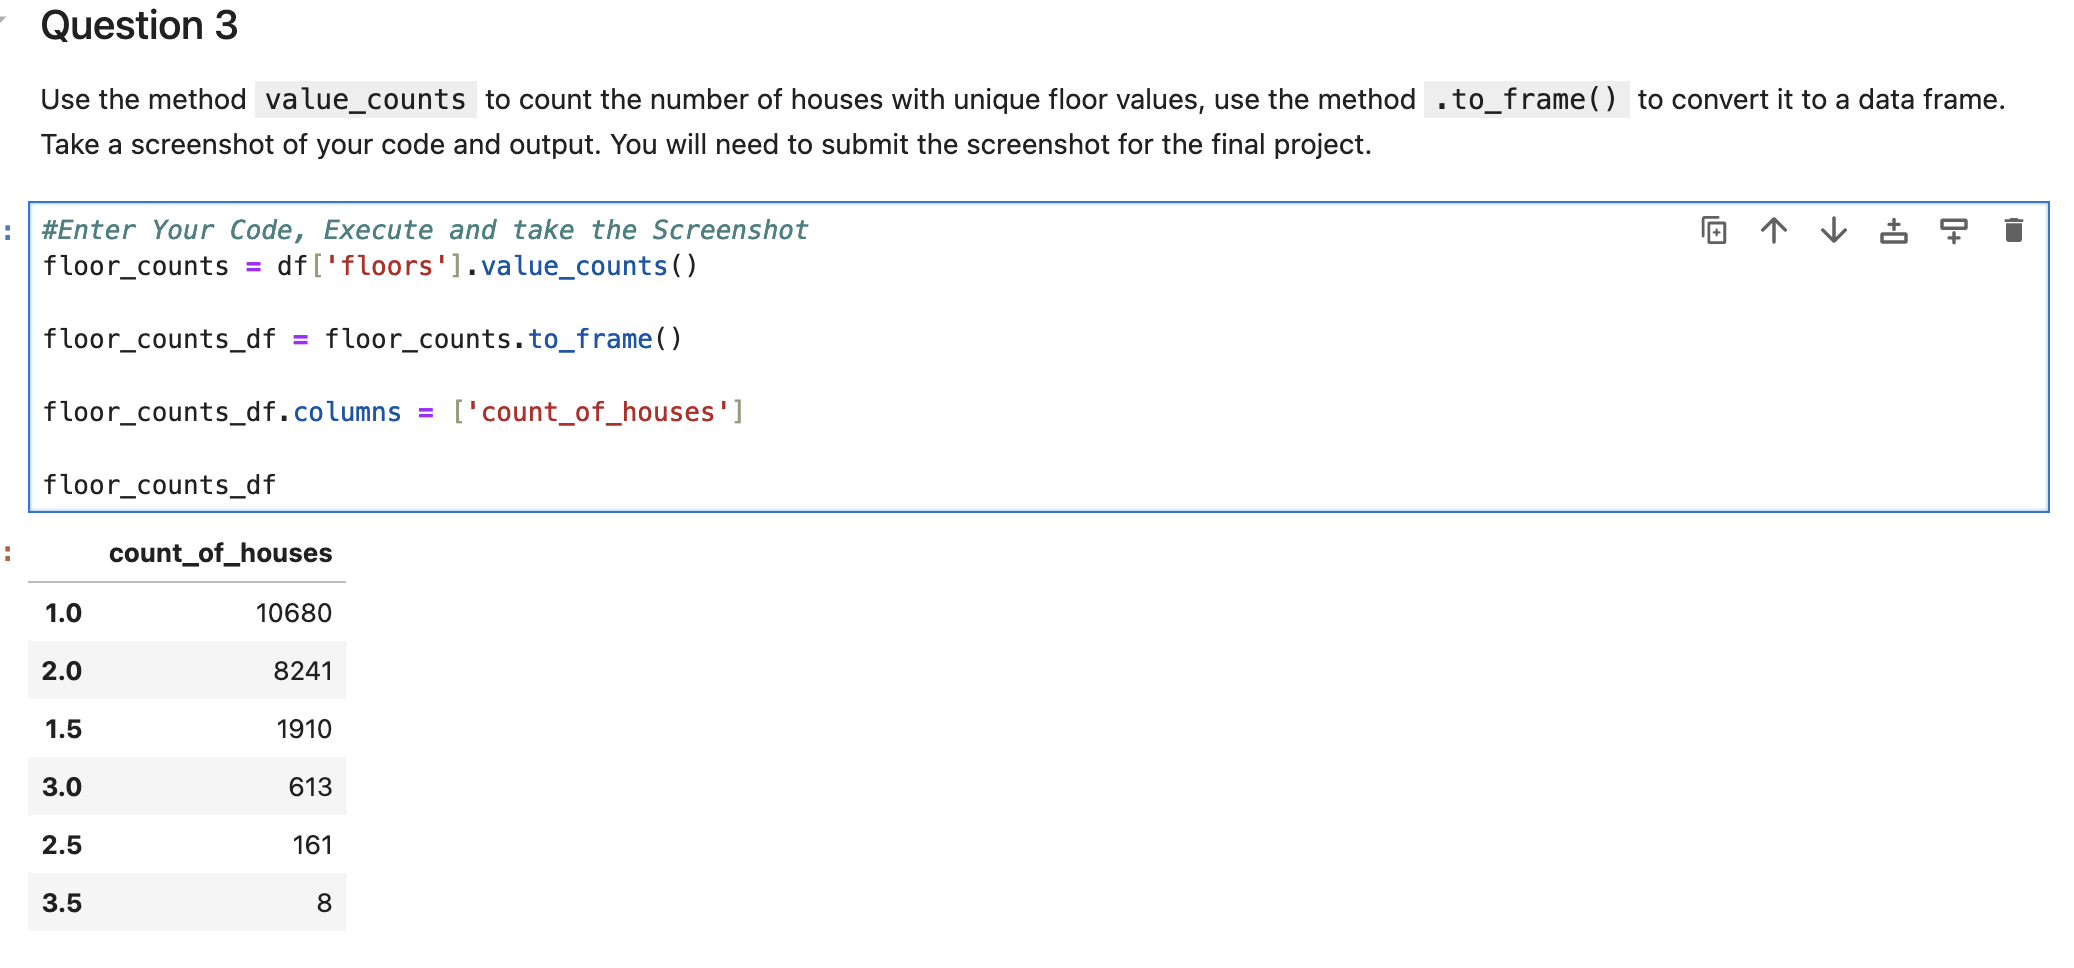 Question 3
Use the method value_counts to count the number of houses with unique floor values, use the method .to_frame() to convert it to a data frame.
Take a screenshot of your code and output. You will need to submit the screenshot for the final project.
: #Enter Your Code, Execute and take the Screenshot
floor_counts = df['floors'].value_counts()
floor_counts_df = floor_counts.to_frame()
floor_counts_df.columns = ['count_of_houses']
floor_counts_df
: count_of_houses
1.0 10680
2.0 8241
1.5 1910
3.0 613
2.5 161
3.5 8